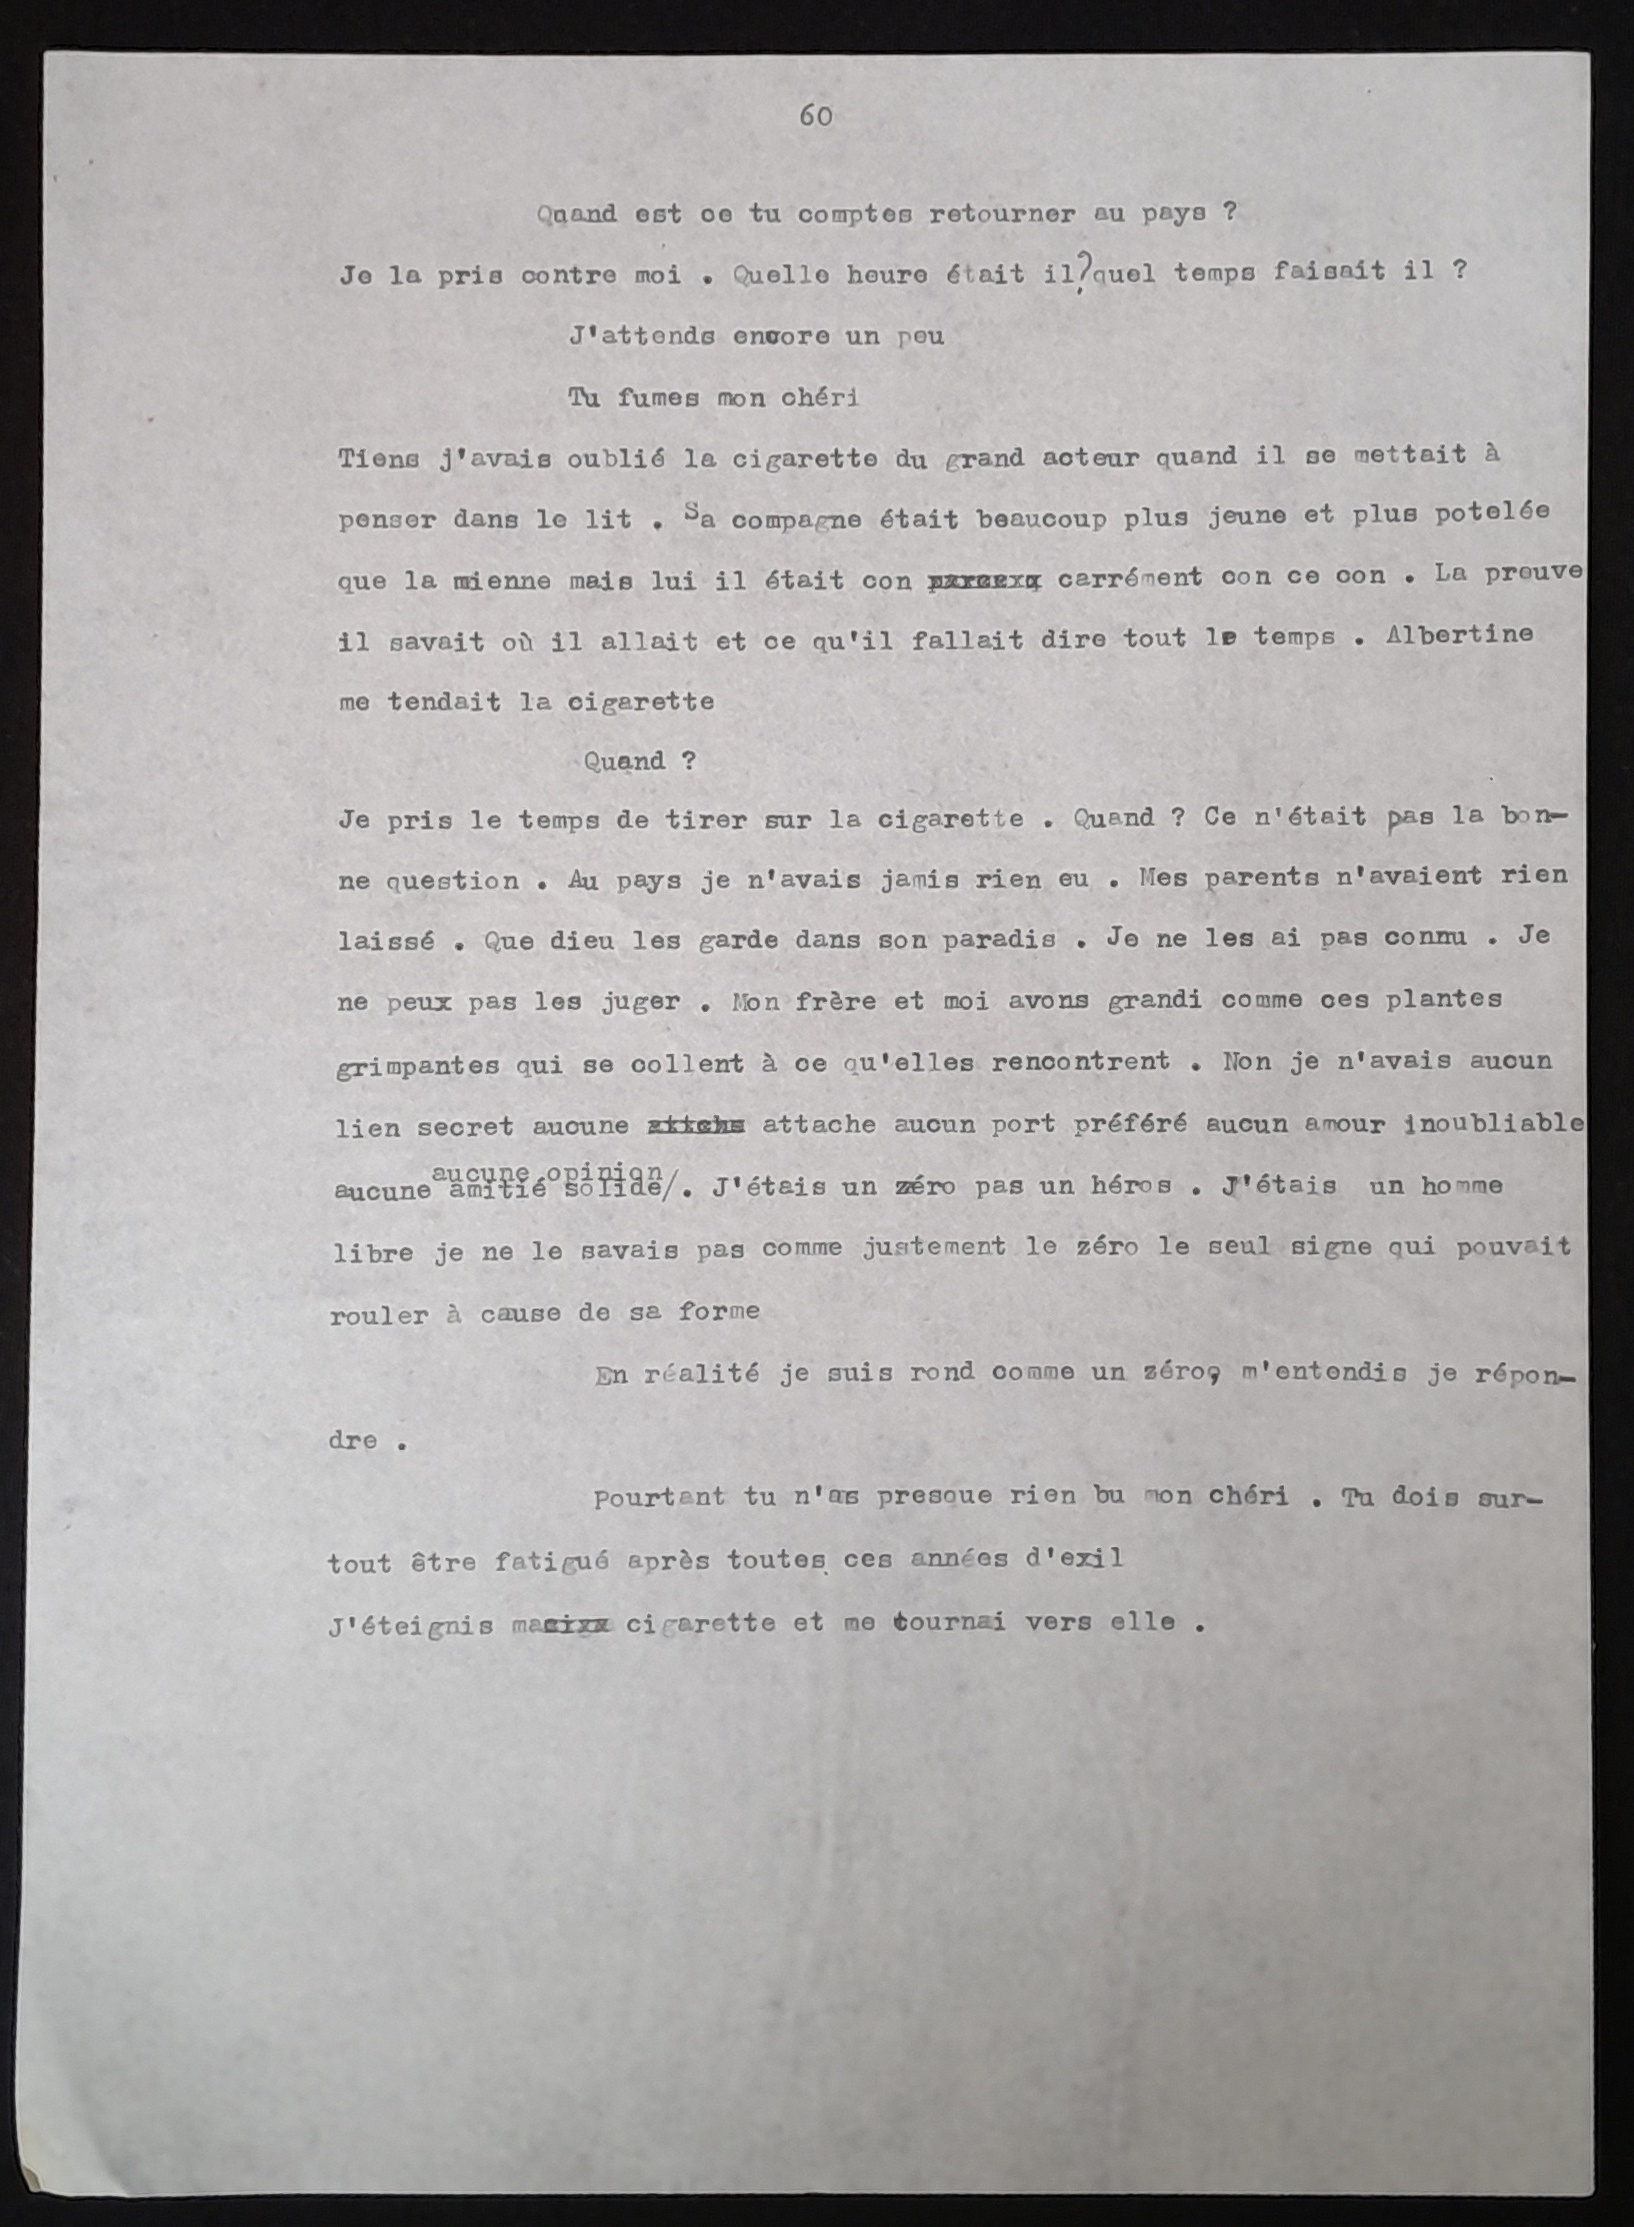 60
Quand est ce tu comptes retourner au pays ?
Je la pris contre moi . Quelle heure était il?quel temps faisait il ?
J'attends encore un peu
Tu fumes mon chéri
Tiens j'avais oublié la cigarette du grand acteur quand il se mettait à
penser dans le lit . Sa compagne était beaucoup plus jeune et plus potelée
que la mienne mais lui il était con carrément con ce con . La preuve
il savait où il allait et ce qu'il fallait dire tout le temps . Albertine
me tendait la cigarette
Quand ?
Je pris le temps de tirer sur la cigarette . Quand ? Ce n'était pas la bon-
ne question . Au pays je n'avais jamis rien eu . Mes parents n'avaient rien
laissé . Que dieu les garde dans son paradis . Je ne les ai pas connu . Je
ne peux pas les juger . Mon frère et moi avons grandi comme ces plantes
grimpantes qui se collent à ce qu'elles rencontrent . Non je n'avais aucun
lien secret aucune attache aucun port préféré aucun amour inoubliable
aucune opinion
aucune amitié solide/. J'étais un zéro pas un héros . J'étais un homme
libre je ne le savais pas comme justement le zéro le seul signe qui pouvait
rouler à cause de sa forme
En réalité je suis rond comme un zéro, m'entendis je répon-
dre .
Pourtant tu n'as presque rien bu mon chéri . Tu dois sur-
tout être fatigué après toutes ces années d'exil
J'éteignis ma cigarette et me tournai vers elle .